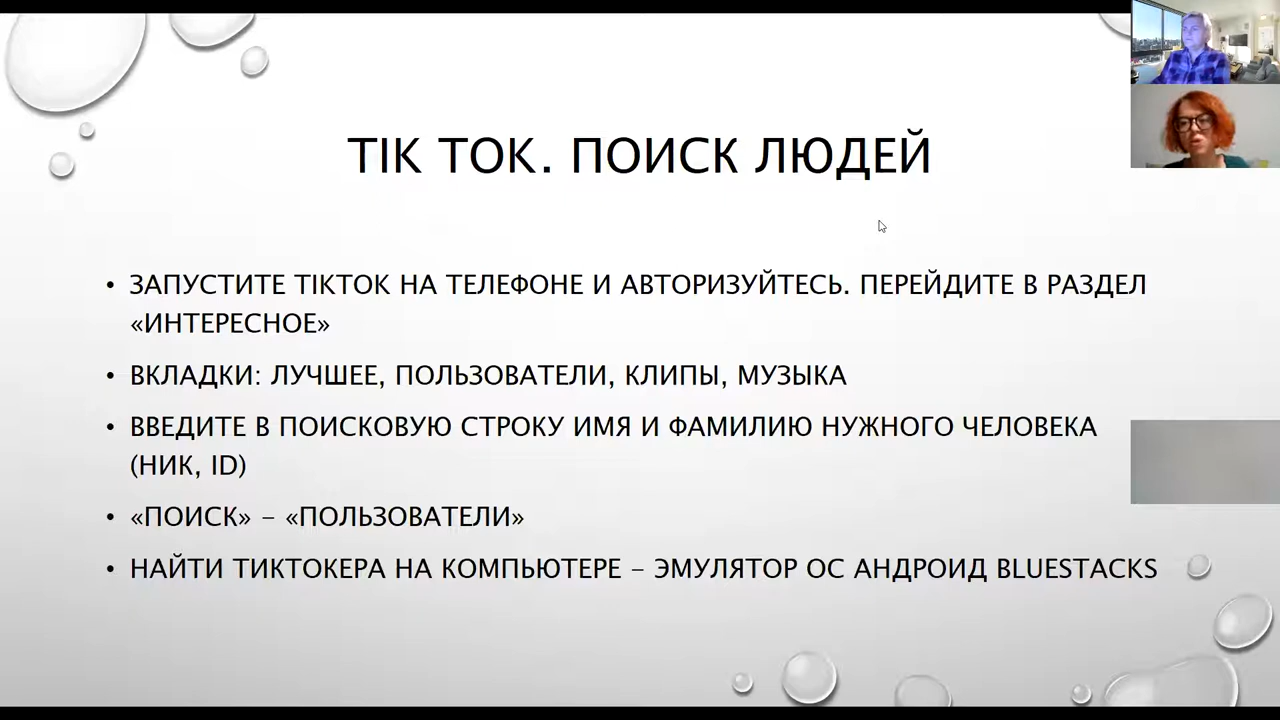 TIK TOK. ПОИСК ЛЮДЕЙ
• ЗАПУСТИТЕ TIKTOK НА ТЕЛЕФОНЕ И АВТОРИЗУЙТЕСЬ. ПЕРЕЙДИТЕ В РАЗДЕЛ
«ИНТЕРЕСНОЕ»
• ВКЛАДКИ: ЛУЧШЕЕ, ПОЛЬЗОВАТЕЛИ, КЛИПЫ, МУЗЫКА
• ВВЕДИТЕ В ПОИСКОВУЮ СТРОКУ ИМЯ И ФАМИЛИЮ НУЖНОГО ЧЕЛОВЕКА
(НИК, ID)
• «ПОИСК» – «ПОЛЬЗОВАТЕЛИ»
• НАЙТИ ТИКТОКЕРА НА КОМПЬЮТЕРЕ – ЭМУЛЯТОР ОС АНДРОИД BLUESTACKS